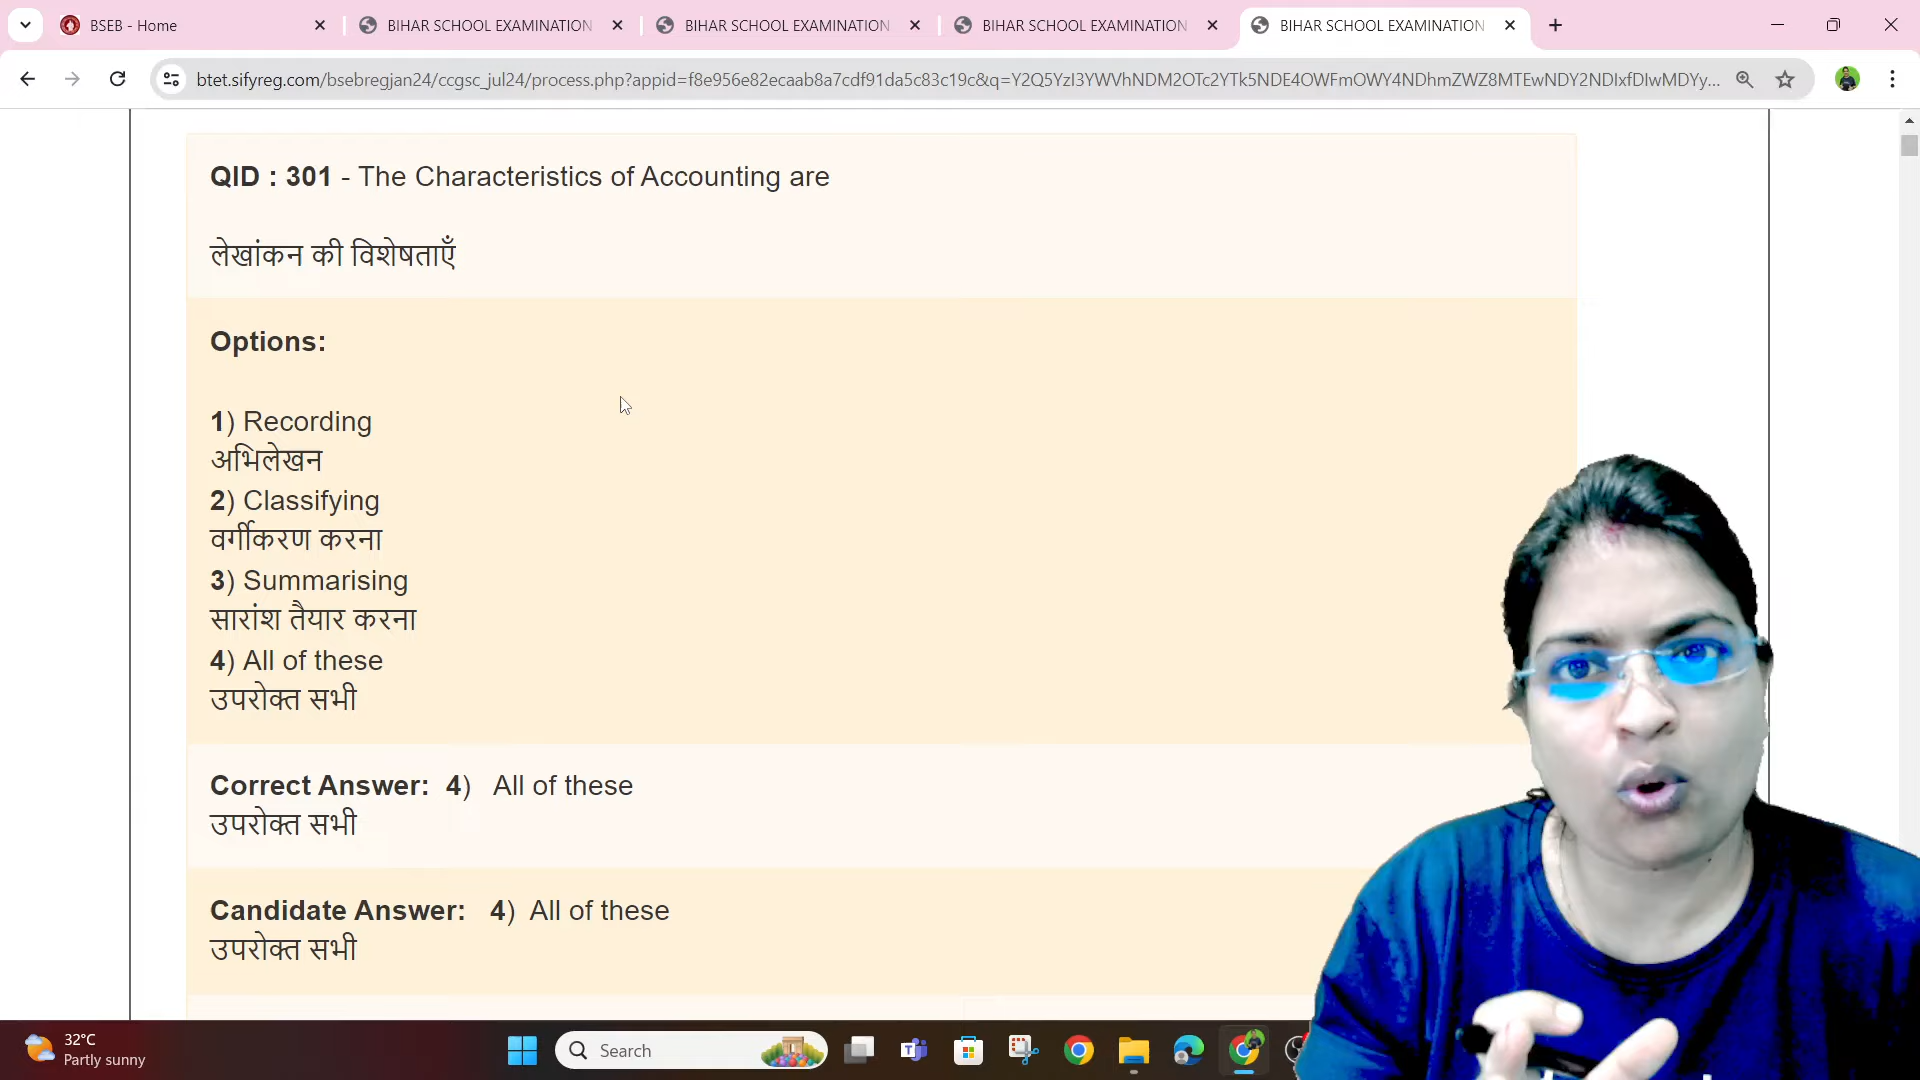 BSEB - Home
BIHAR SCHOOL EXAMINATION
BIHAR SCHOOL EXAMINATION
BIHAR SCHOOL EXAMINATION
BIHAR SCHOOL EXAMINATION
btet.sifyreg.com/bsebregjan24/ccgsc_jul24/process.php?appid=f8e956e82ecaab8a7cdf91da5c83c19c&q=Y2Q5YzI3YWVhNDM2OTc2YTk5NDE4OWFmOWY4NDhmZWZ8MTEwNDY2NDIxfDIwMDYy...
QID : 301 - The Characteristics of Accounting are
लेखांकन की विशेषताएँ
Options:
1) Recording
अभिलेखन
2) Classifying
वर्गीकरण करना
3) Summarising
सारांश तैयार करना
4) All of these
उपरोक्त सभी
Correct Answer: 4) All of these
उपरोक्त सभी
Candidate Answer: 4) All of these
उपरोक्त सभी
32°C
Partly sunny
Search